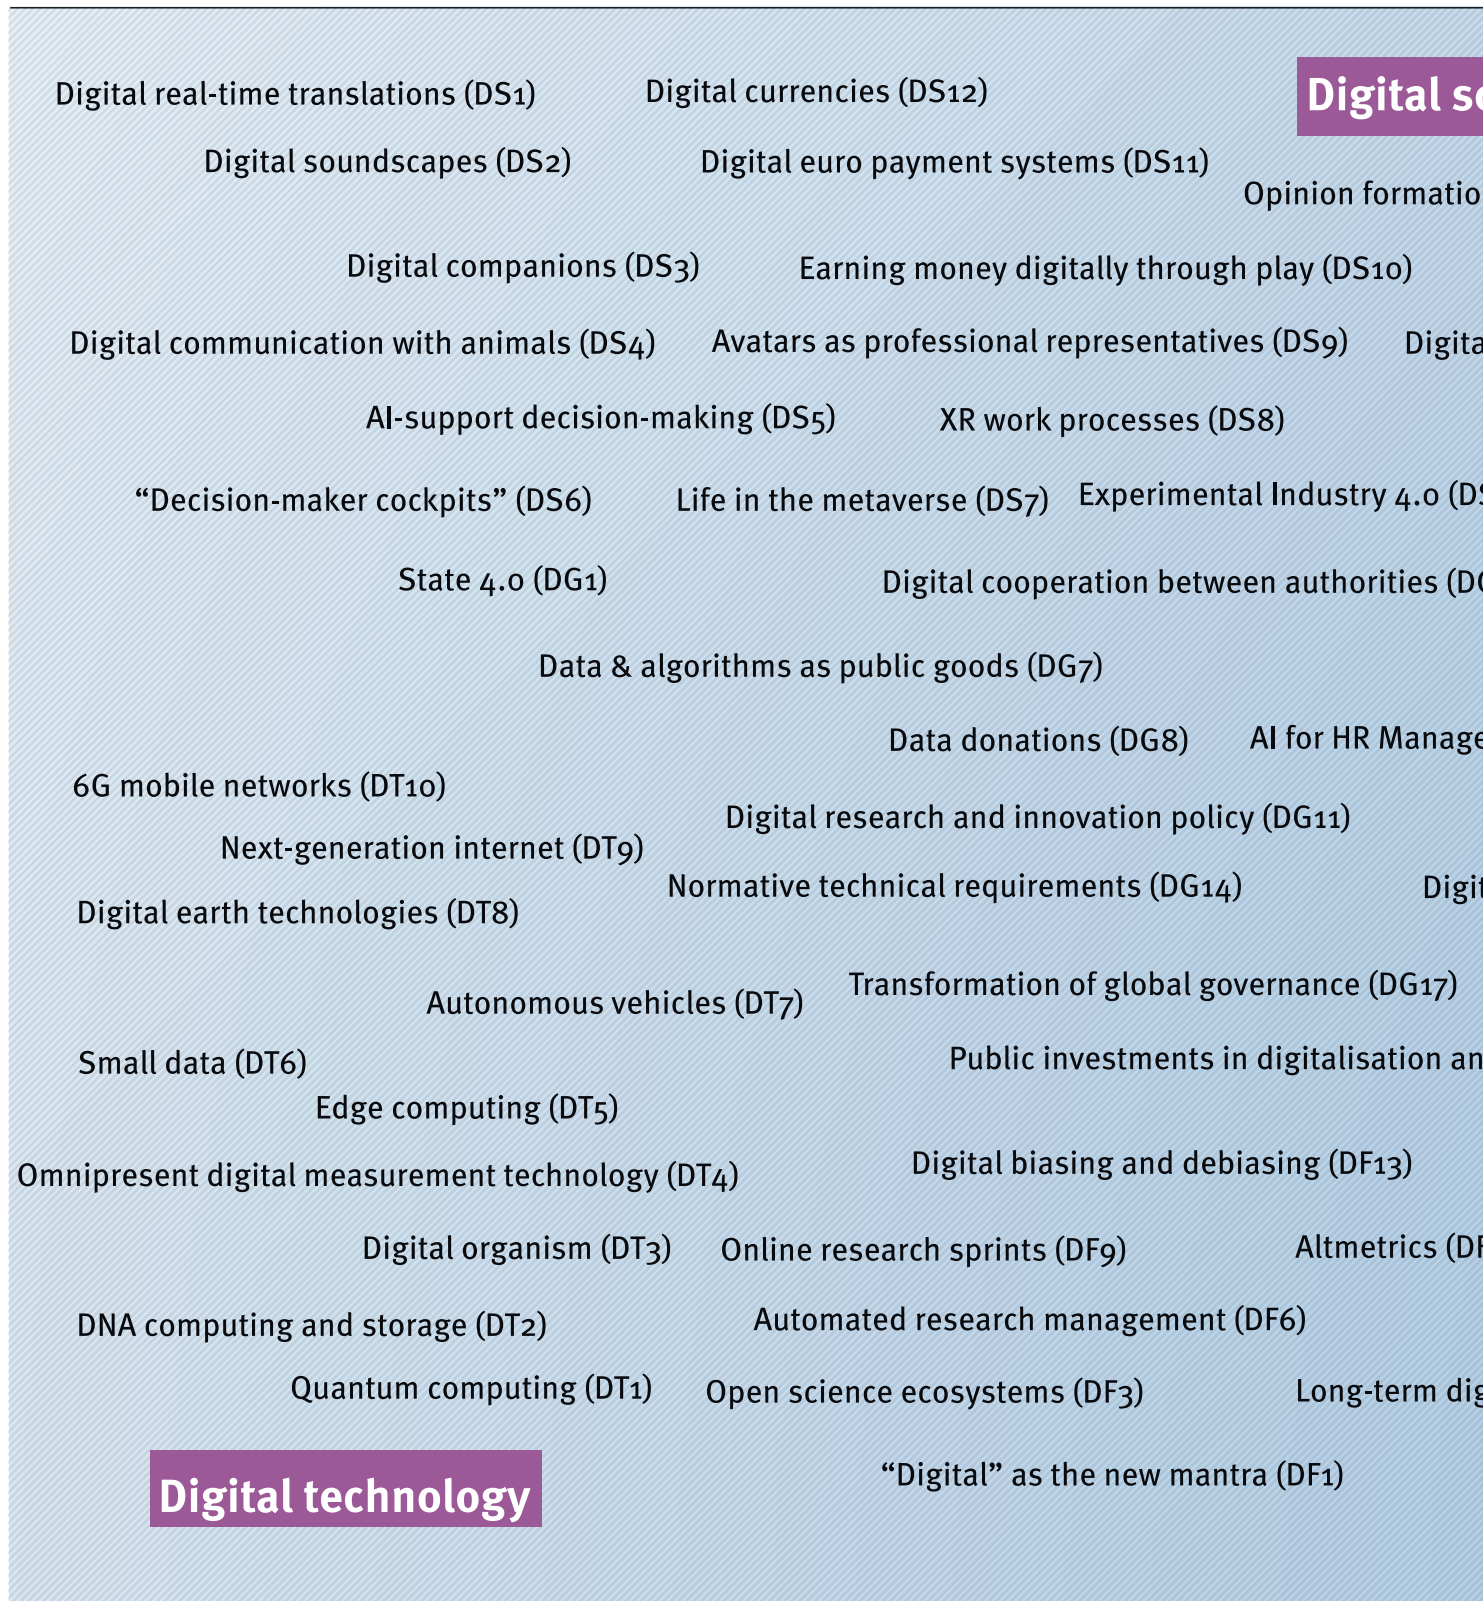 Digital real-time translations (DS1)
Digital currencies (DS12)
Digital so
Digital soundscapes (DS2)
Digital euro payment systems (DS11)
Opinion formatio
Digital companions (DS3)
Earning money digitally through play (DS10)
Digital communication with animals (DS4)
Avatars as professional representatives (DS9)
Digita
AI-support decision-making (DS5)
XR work processes (DS8)
“Decision-maker cockpits” (DS6)
Life in the metaverse (DS7)
Experimental Industry 4.0 (DS
State 4.0 (DG1)
Digital cooperation between authorities (DG
Data & algorithms as public goods (DG7)
Data donations (DG8)
AI for HR Manage
6G mobile networks (DT10)
Digital research and innovation policy (DG11)
Next-generation internet (DT9)
Normative technical requirements (DG14)
Digit
Digital earth technologies (DT8)
Transformation of global governance (DG17)
Autonomous vehicles (DT7)
Small data (DT6)
Public investments in digitalisation an
Edge computing (DT5)
Omnipresent digital measurement technology (DT4)
Digital biasing and debiasing (DF13)
Digital organism (DT3)
Online research sprints (DF9)
Altmetrics (DF
DNA computing and storage (DT2)
Automated research management (DF6)
Quantum computing (DT1)
Open science ecosystems (DF3)
Long-term dig
“Digital” as the new mantra (DF1)
Digital technology